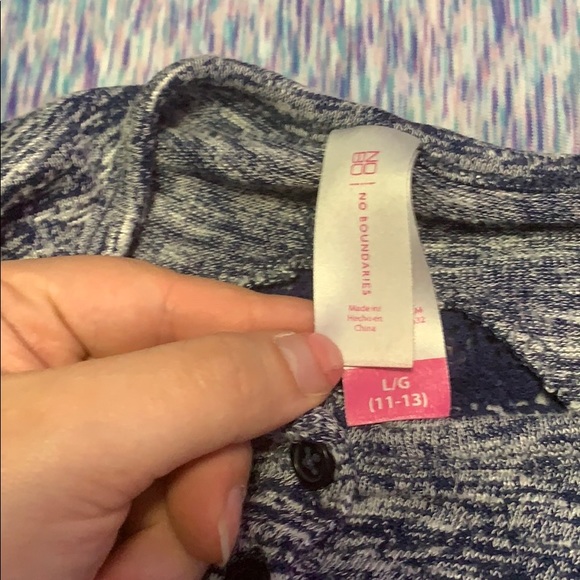 NO
BO
NO BOUNDARIES
Made in/
Hecho en
China
L/G
(11-13)